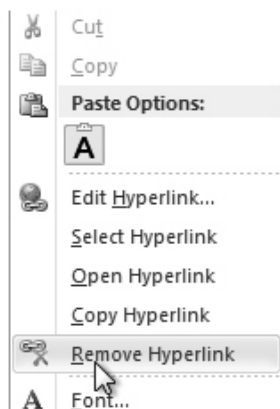 Cut
Copy
Paste Options:
A
Edit Hyperlink...
Select Hyperlink
Open Hyperlink
Copy Hyperlink
Remove Hyperlink
A Font...